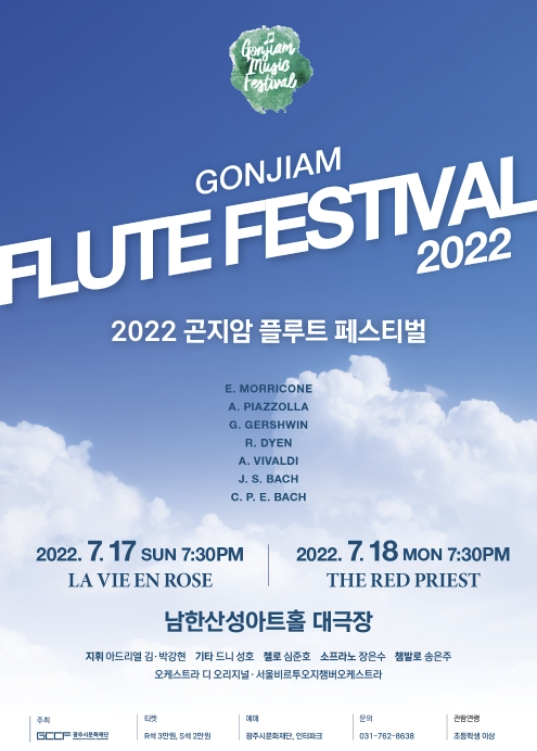 Gonjiam
Music
Festival
GONJIAM
FLUTE FESTIVAL
2022
2022 곤지암 플루트 페스티벌
E. MORRICONE
A. PIAZZOLLA
G. GERSHWIN
R. DYEN
A. VIVALDI
J. S. BACH
C. P. E. BACH
2022. 7. 17 SUN 7:30PM
LA VIE EN ROSE
2022. 7. 18 MON 7:30PM
THE RED PRIEST
남한산성아트홀 대극장
지휘 아드리엘 김·박강현 기타 드니 성호 첼로 심준호 소프라노 장은수 쳄발로 송은주
오케스트라 디 오리지널·서울비르투오지챔버오케스트라
주최
GCCF 광주시문화재단
티켓
R석 3만원, S석 2만원
예매
광주시문화재단, 인터파크
문의
031-762-8638
관람연령
초등학생 이상